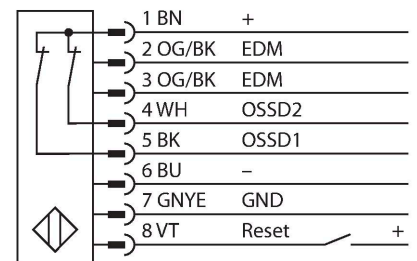 1 BN +
2 OG/BK EDM
3 OG/BK EDM
4 WH OSSD2
5 BK OSSD1
6 BU –
7 GNYE GND
8 VT Reset +